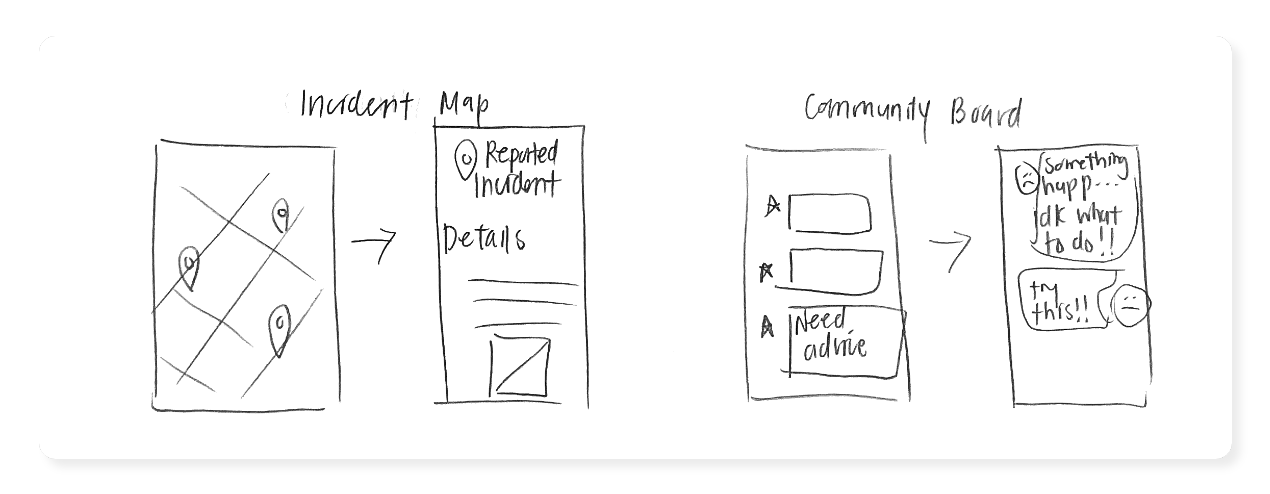 Incident Map
Reported
Incident
Details
Community Board
Need
advice
Something
happ...
idk what
to do!!
try
this!!